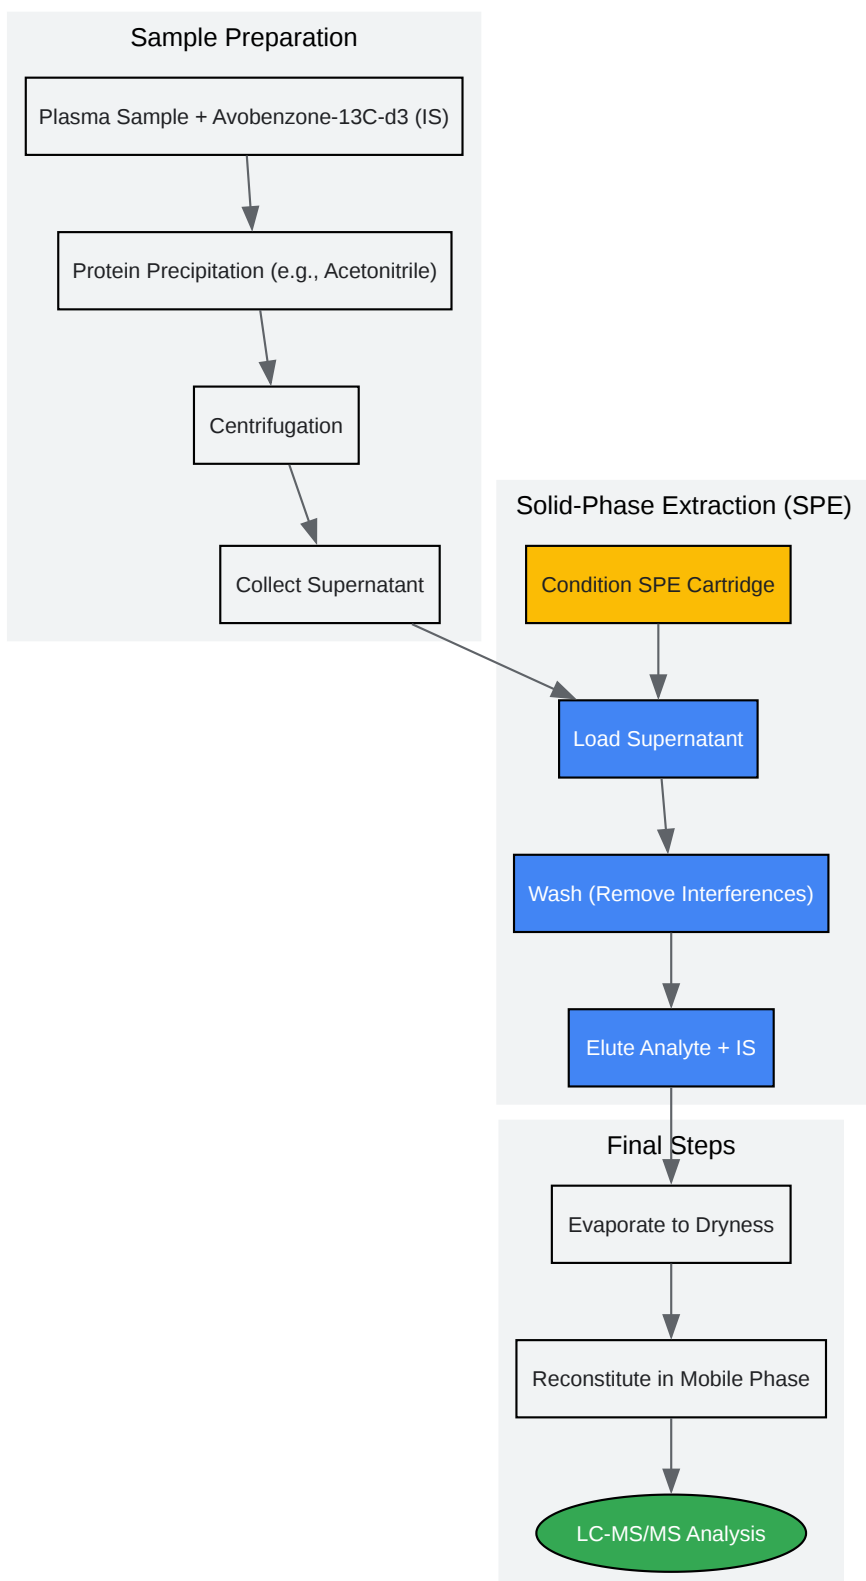 Sample Preparation
Plasma Sample + Avobenzone-13C-d3 (IS)
Protein Precipitation (e.g., Acetonitrile)
Centrifugation
Collect Supernatant
Solid-Phase Extraction (SPE)
Condition SPE Cartridge
Load Supernatant
Wash (Remove Interferences)
Elute Analyte + IS
Final Steps
Evaporate to Dryness
Reconstitute in Mobile Phase
LC-MS/MS Analysis